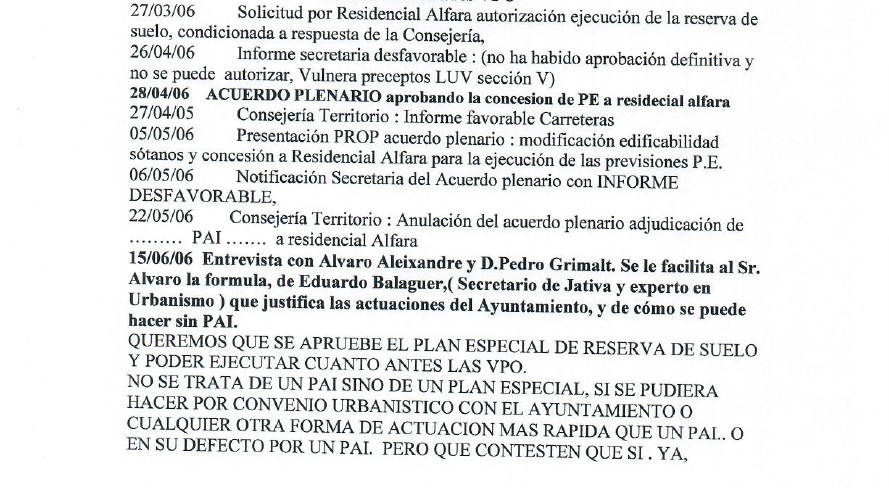 27/03/06 Solicitud por Residencial Alfara autorización ejecución de la reserva de
suelo, condicionada a respuesta de la Consejería,
26/04/06 Informe secretaria desfavorable : (no ha habido aprobación definitiva y
no se puede autorizar, Vulnera preceptos LUV sección V)
28/04/06 ACUERDO PLENARIO aprobando la concesion de PE a residecial alfara
27/04/05 Consejería Territorio : Informe favorable Carreteras
05/05/06 Presentación PROP acuerdo plenario : modificación edificabilidad
sótanos y concesión a Residencial Alfara para la ejecución de las previsiones P.E.
06/05/06 Notificación Secretaria del Acuerdo plenario con INFORME
DESFAVORABLE,
22/05/06 Consejería Territorio : Anulación del acuerdo plenario adjudicación de
......... PAI ....... a residencial Alfara
15/06/06 Entrevista con Alvaro Aleixandre y D.Pedro Grimalt. Se le facilita al Sr.
Alvaro la formula, de Eduardo Balaguer,( Secretario de Jativa y experto en
Urbanismo ) que justifica las actuaciones del Ayuntamiento, y de cómo se puede
hacer sin PAI.
QUEREMOS QUE SE APRUEBE EL PLAN ESPECIAL DE RESERVA DE SUELO
Y PODER EJECUTAR CUANTO ANTES LAS VPO.
NO SE TRATA DE UN PAI SINO DE UN PLAN ESPECIAL, SI SE PUDIERA
HACER POR CONVENIO URBANISTICO CON EL AYUNTAMIENTO O
CUALQUIER OTRA FORMA DE ACTUACION MAS RAPIDA QUE UN PAI.. O
EN SU DEFECTO POR UN PAI. PERO QUE CONTESTEN QUE SI . YA,